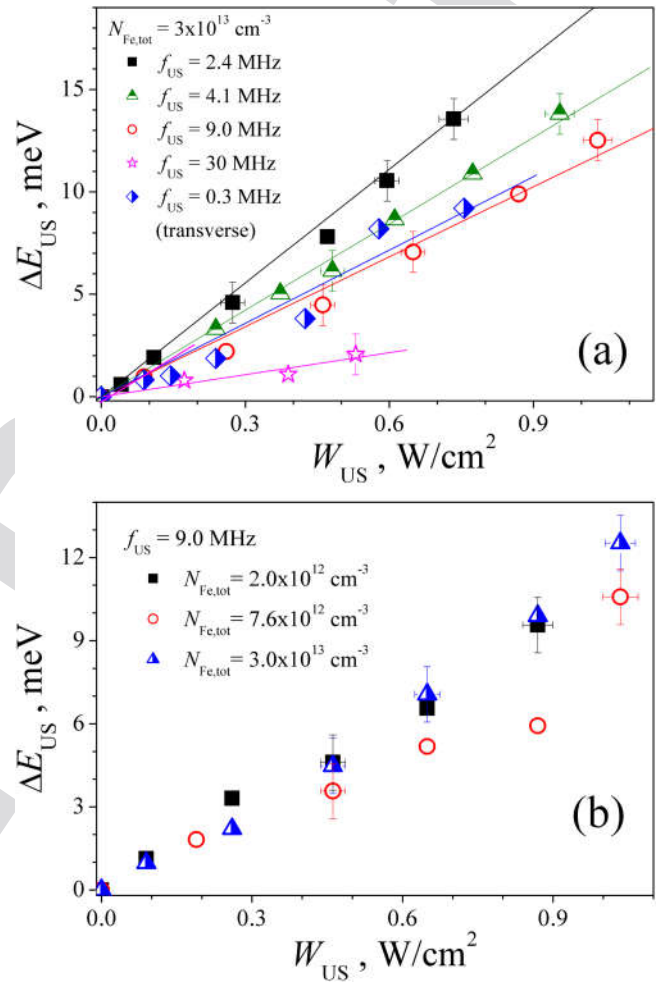 N_Fe,tot = 3x10^13 cm^-3
f_US = 2.4 MHz
f_US = 4.1 MHz
f_US = 9.0 MHz
f_US = 30 MHz
f_US = 0.3 MHz
(transverse)
(a)
ΔE_US , meV
15
10
5
0
0.0 0.3 0.6 0.9
W_US , W/cm^2
f_US = 9.0 MHz
N_Fe,tot = 2.0x10^12 cm^-3
N_Fe,tot = 7.6x10^12 cm^-3
N_Fe,tot = 3.0x10^13 cm^-3
(b)
ΔE_US , meV
12
9
6
3
0
0.0 0.3 0.6 0.9
W_US , W/cm^2